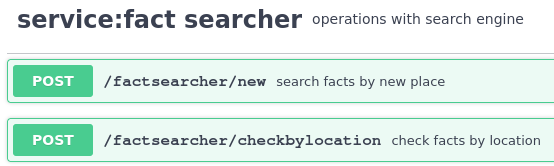 service:fact searcher operations with search engine
POST /factsearcher/new search facts by new place
POST /factsearcher/checkbylocation check facts by location